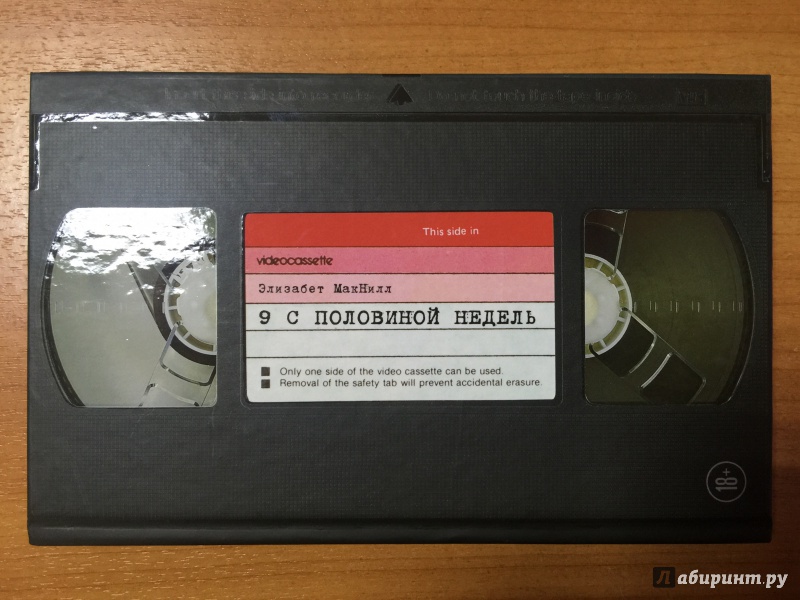 This side in
videocassette
Элизабет МакНилл
9 С ПОЛОВИНОЙ НЕДЕЛЬ
Only one side of the video cassette can be used.
Removal of the safety tab will prevent accidental erasure.
18+
Лабиринт.ру